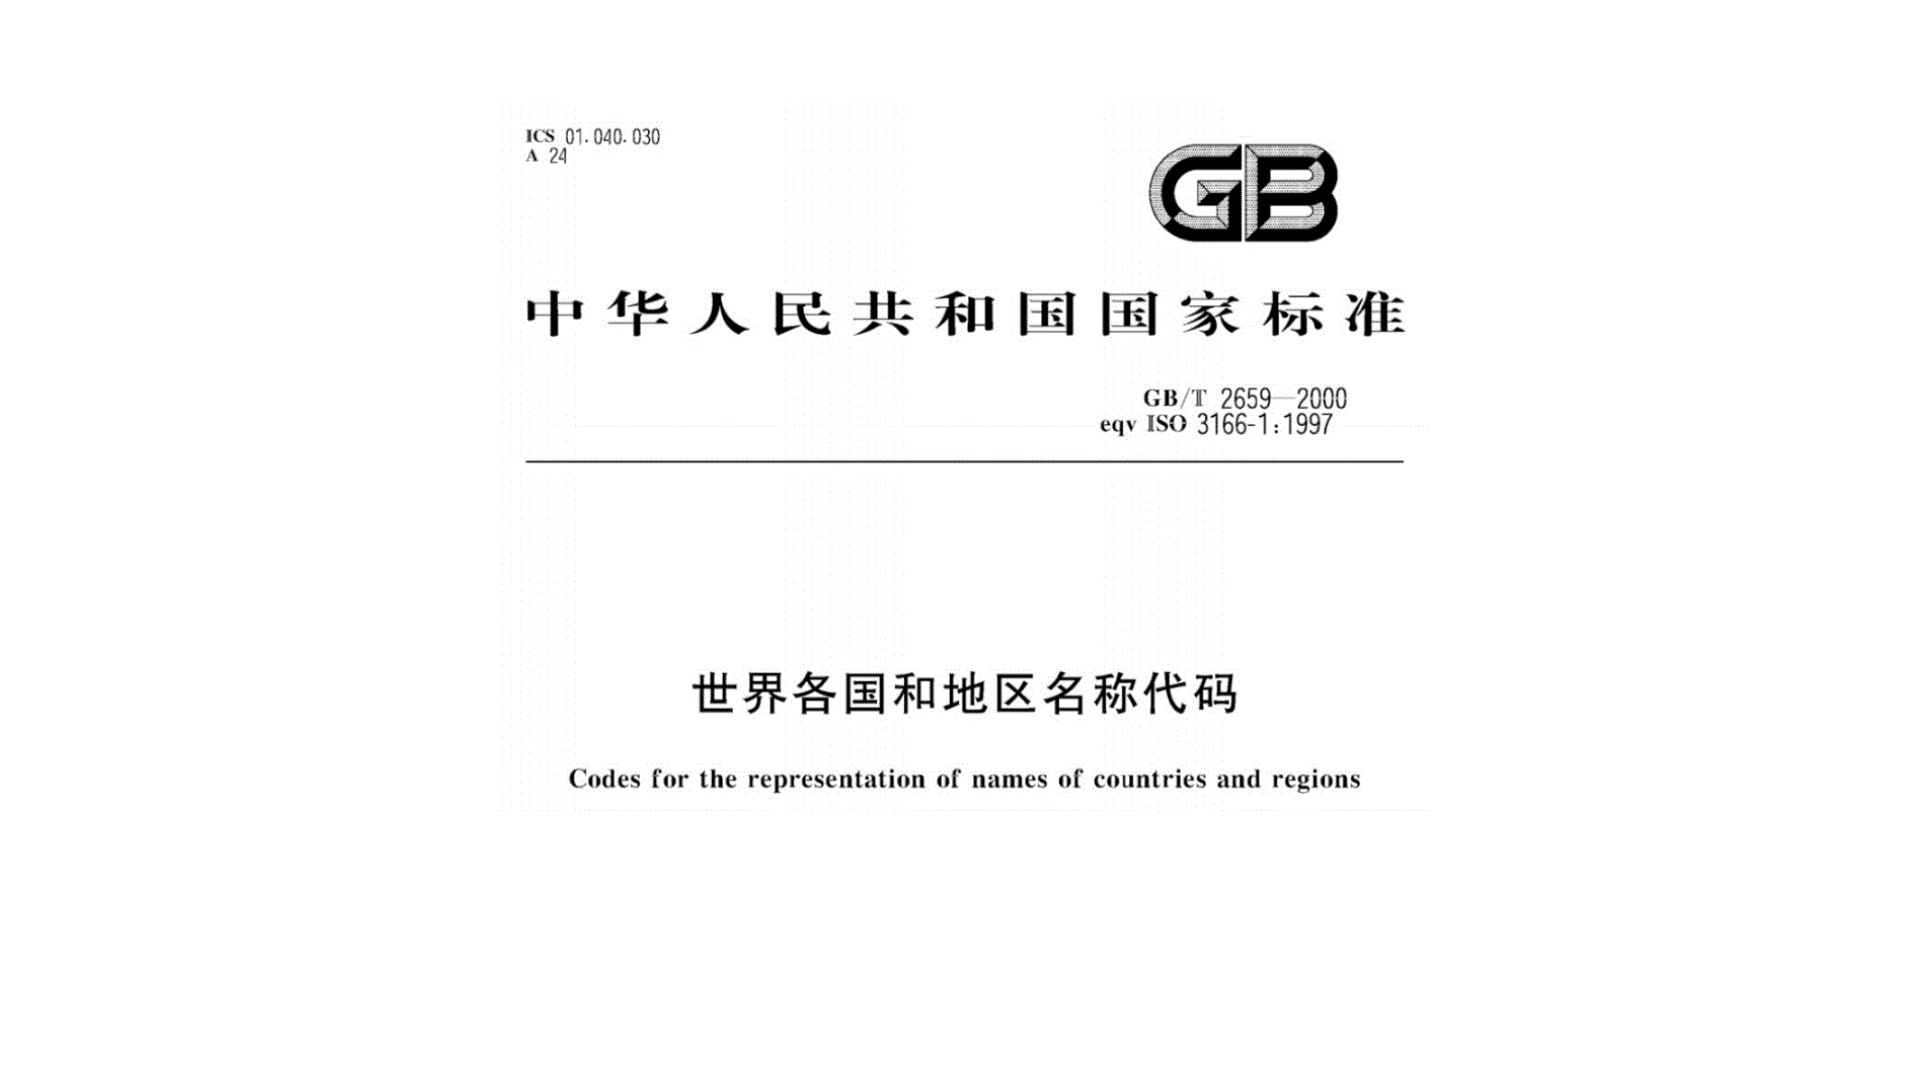 ICS 01.040.030
A 24
GB
中华人民共和国国家标准
GB/T 2659—2000
eqv ISO 3166-1:1997
世界各国和地区名称代码
Codes for the representation of names of countries and regions